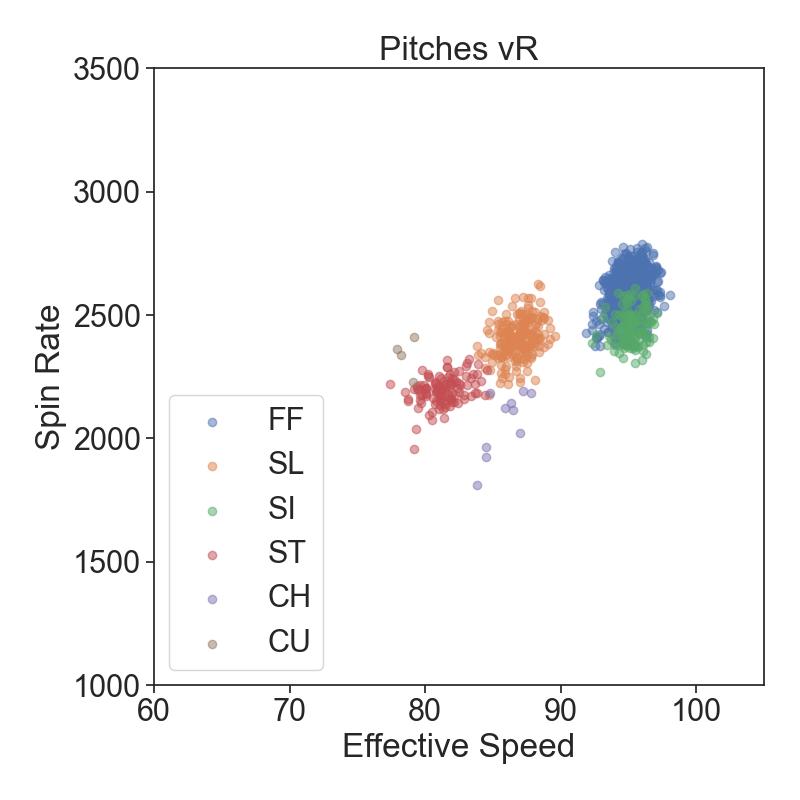 Pitches vR
3500
3000
2500
2000
1500
1000
Spin Rate
FF
SL
SI
ST
CH
CU
60 70 80 90 100
Effective Speed